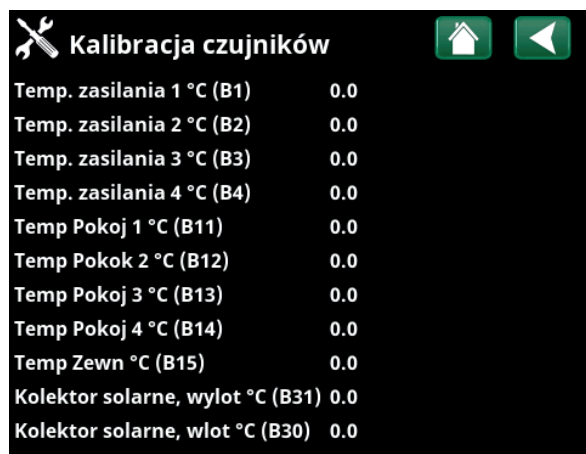 Kalibracja czujników
Temp. zasilania 1 °C (B1) 0.0
Temp. zasilania 2 °C (B2) 0.0
Temp. zasilania 3 °C (B3) 0.0
Temp. zasilania 4 °C (B4) 0.0
Temp Pokoj 1 °C (B11) 0.0
Temp Pokok 2 °C (B12) 0.0
Temp Pokoj 3 °C (B13) 0.0
Temp Pokoj 4 °C (B14) 0.0
Temp Zewn °C (B15) 0.0
Kolektor solarne, wylot °C (B31) 0.0
Kolektor solarne, wlot °C (B30) 0.0